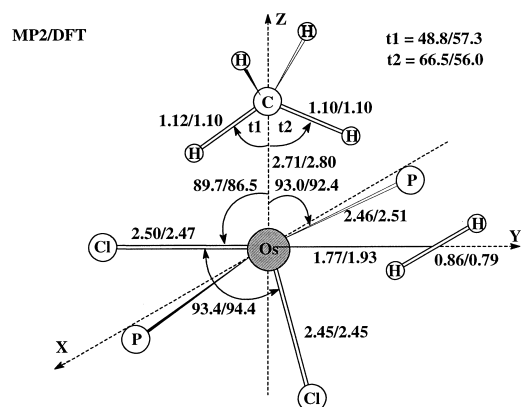 Z
MP2/DFT
H
t1 = 48.8/57.3
t2 = 66.5/56.0
H
C
1.12/1.10
1.10/1.10
t1 t2
H
H
2.71/2.80
89.7/86.5
93.0/92.4
P
2.46/2.51
H
Cl
2.50/2.47
Os
Y
1.77/1.93
H
0.86/0.79
93.4/94.4
P
X
2.45/2.45
Cl